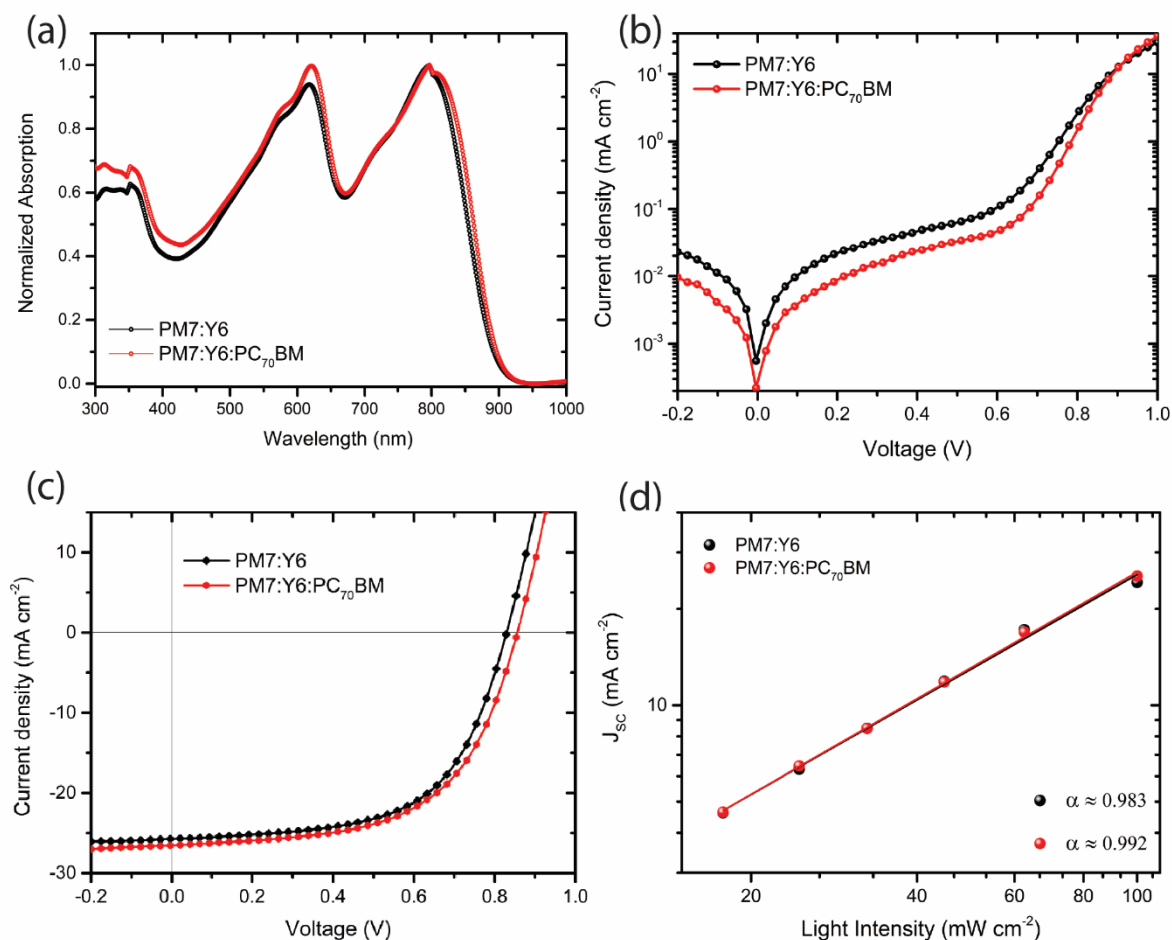 (a)
Normalized Absorption
1.0
0.8
0.6
0.4
0.2
0.0
PM7:Y6
PM7:Y6:PC₇₀BM
300 400 500 600 700 800 900 1000
Wavelength (nm)
(b)
Current density (mA cm⁻²)
10¹
10⁰
10⁻¹
10⁻²
10⁻³
PM7:Y6
PM7:Y6:PC₇₀BM
-0.2 0.0 0.2 0.4 0.6 0.8 1.0
Voltage (V)
(c)
Current density (mA cm⁻²)
10
0
-10
-20
-30
PM7:Y6
PM7:Y6:PC₇₀BM
-0.2 0.0 0.2 0.4 0.6 0.8 1.0
Voltage (V)
(d)
J_SC (mA cm⁻²)
10
PM7:Y6
PM7:Y6:PC₇₀BM
α ≈ 0.983
α ≈ 0.992
20 40 60 80 100
Light Intensity (mW cm⁻²)